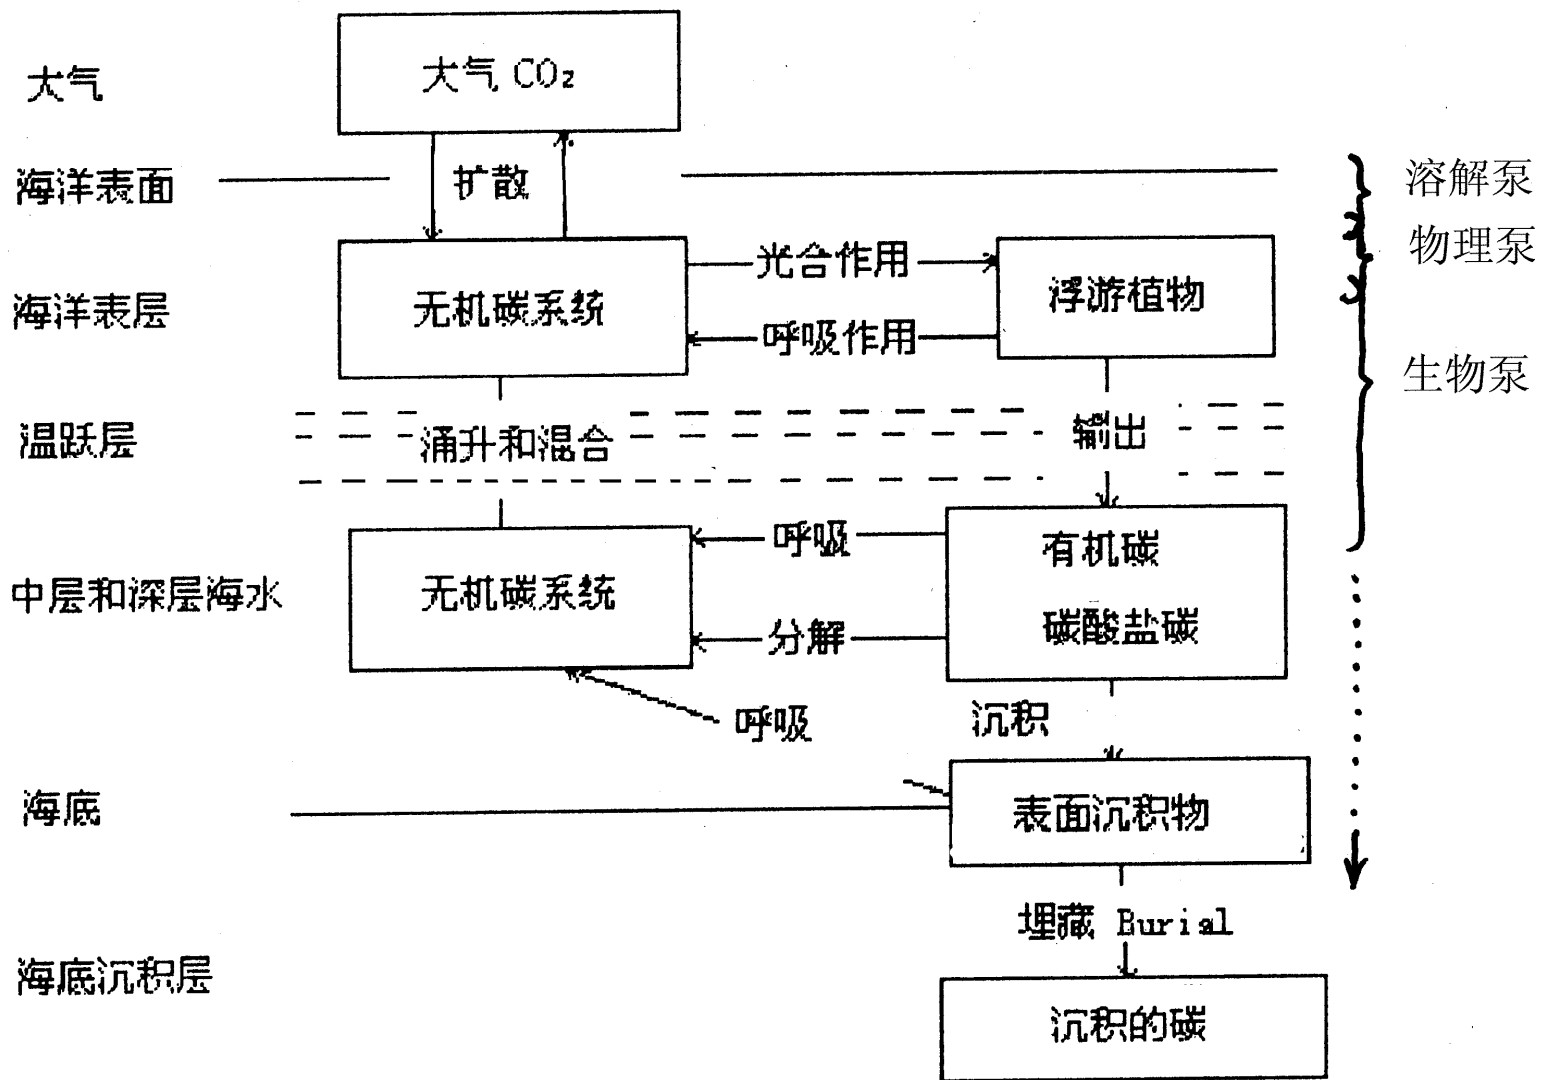 大气
大气 CO₂
海洋表面
扩散
溶解泵
物理泵
海洋表层
无机碳系统
光合作用
呼吸作用
浮游植物
生物泵
温跃层
涌升和混合
输出
中层和深层海水
无机碳系统
呼吸
分解
有机碳
碳酸盐碳
呼吸
沉积
海底
表面沉积物
埋藏 Burial
海底沉积层
沉积的碳